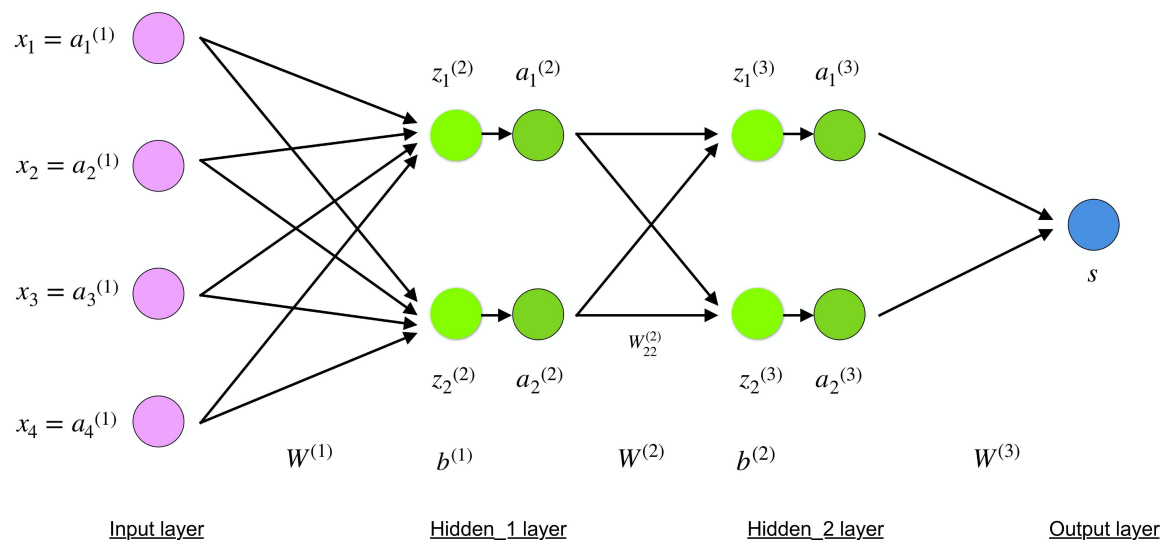 x₁ = a₁⁽¹⁾
z₁⁽²⁾ a₁⁽²⁾ z₁⁽³⁾ a₁⁽³⁾
x₂ = a₂⁽¹⁾
x₃ = a₃⁽¹⁾
s
W₂₂⁽²⁾
z₂⁽²⁾ a₂⁽²⁾ z₂⁽³⁾ a₂⁽³⁾
x₄ = a₄⁽¹⁾
W⁽¹⁾ b⁽¹⁾ W⁽²⁾ b⁽²⁾ W⁽³⁾
Input layer Hidden_1 layer Hidden_2 layer Output layer